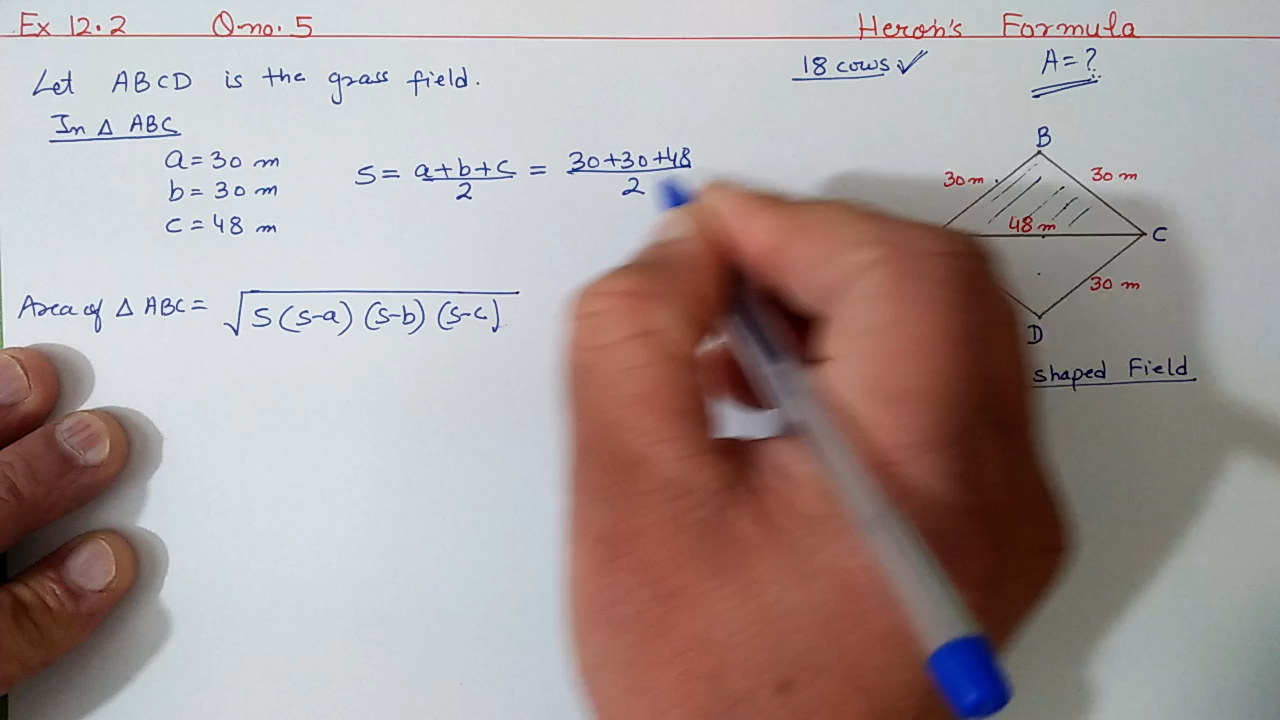 Ex 12.2 Q no. 5 Heron's Formula
Let ABCD is the grass field.
18 cows ✓ A = ?
In Δ ABC
a = 30 m
b = 30 m
c = 48 m
S = a+b+c / 2 = 30+30+48 / 2
Area of Δ ABC = √S(S-a)(S-b)(S-c)
B
30 m 30 m
48 m C
30 m
D
shaped Field